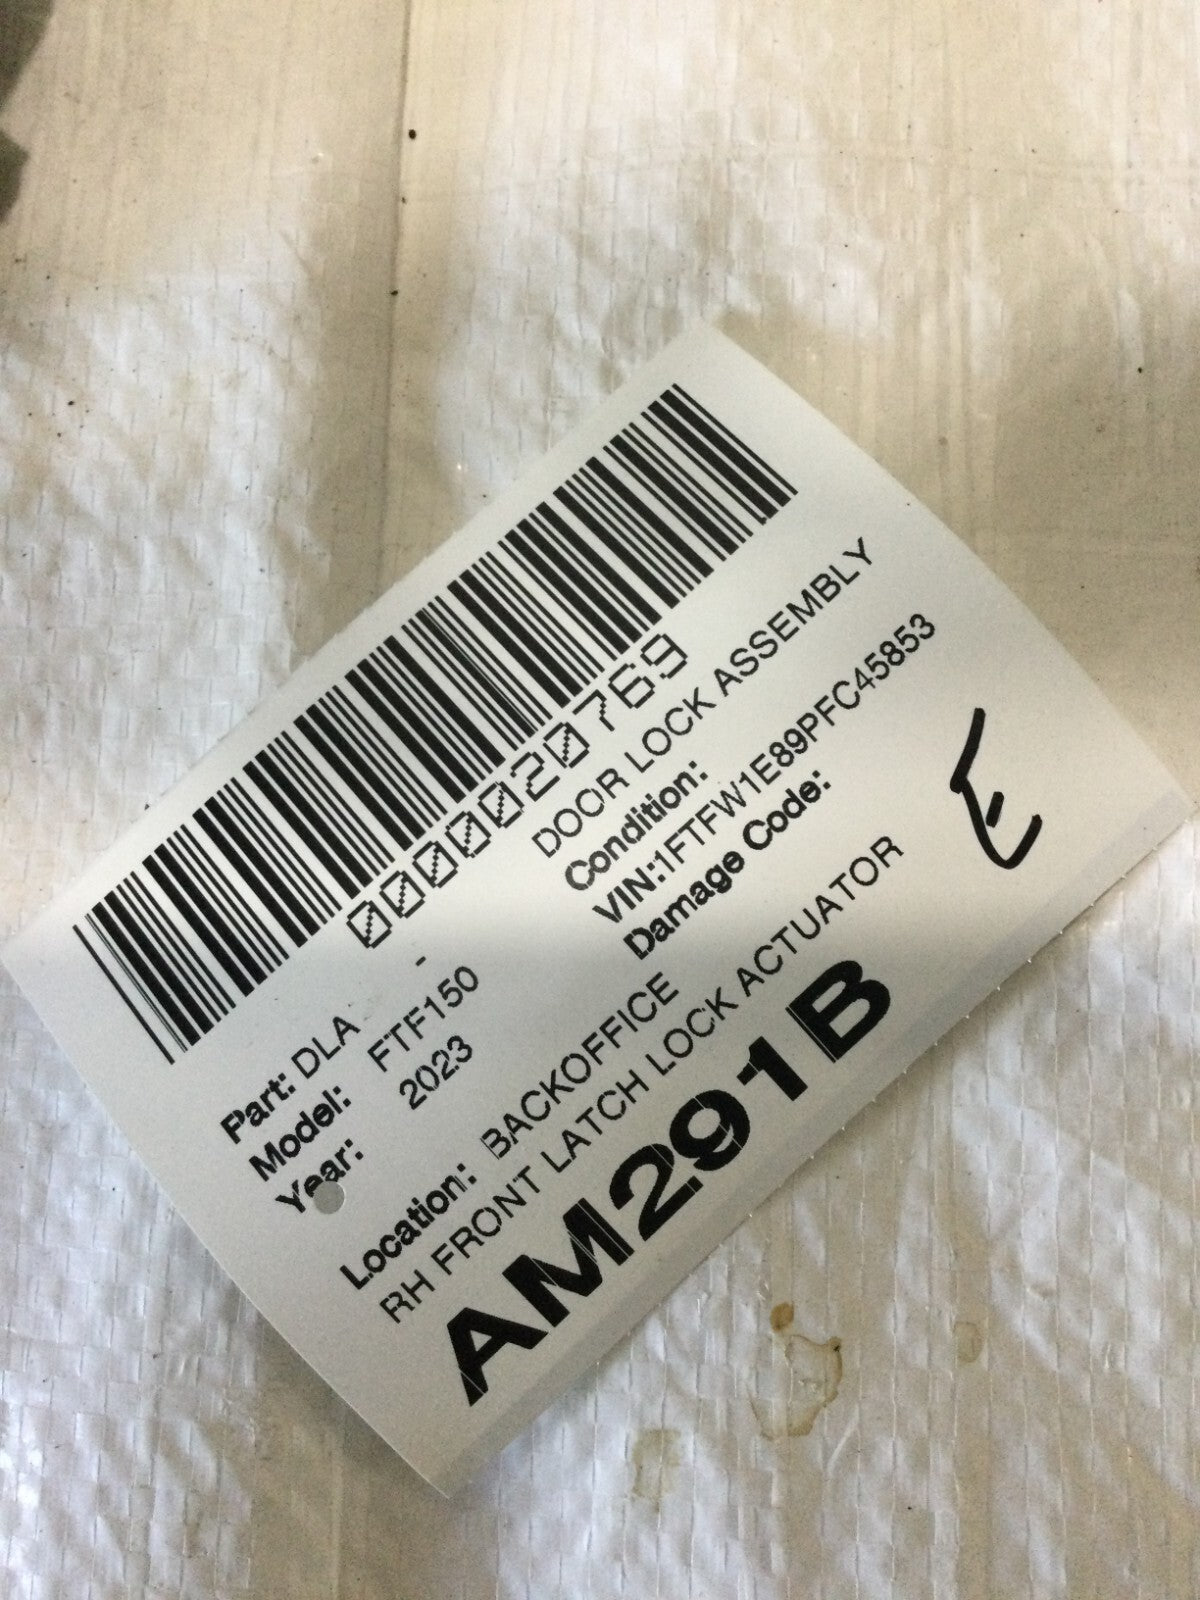 0000020769
Part: DLA - DOOR LOCK ASSEMBLY
Model: FTF150 Condition:
Year: 2023 VIN:1FTFW1E89PFC45853
Damage Code:
Location: BACKOFFICE
RH FRONT LATCH LOCK ACTUATOR
AM291B
E